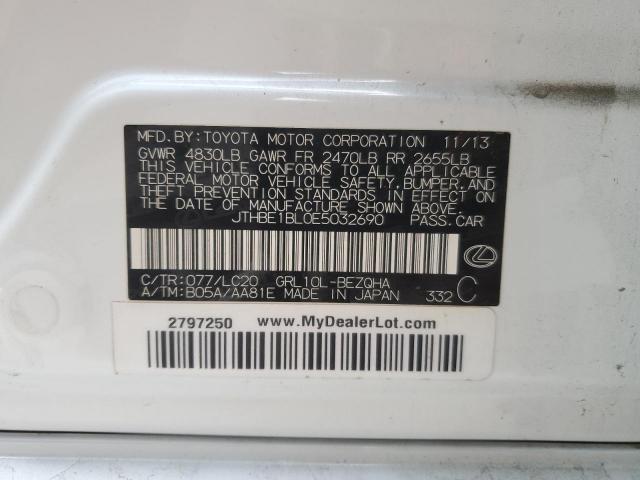 MFD. BY: TOYOTA MOTOR CORPORATION 11/13
GVWR 4830LB GAWR FR 2470LB RR 2655LB
THIS VEHICLE CONFORMS TO ALL APPLICABLE
FEDERAL MOTOR VEHICLE SAFETY, BUMPER, AND
THEFT PREVENTION STANDARDS IN EFFECT ON
THE DATE OF MANUFACTURE SHOWN ABOVE.
JTHBE1BL0E5032690 PASS. CAR
C/TR: 077/LC20 GRL10L-BEZQHA
A/TM: B05A/AA81E MADE IN JAPAN 332 C
2797250 www.MyDealerLot.com